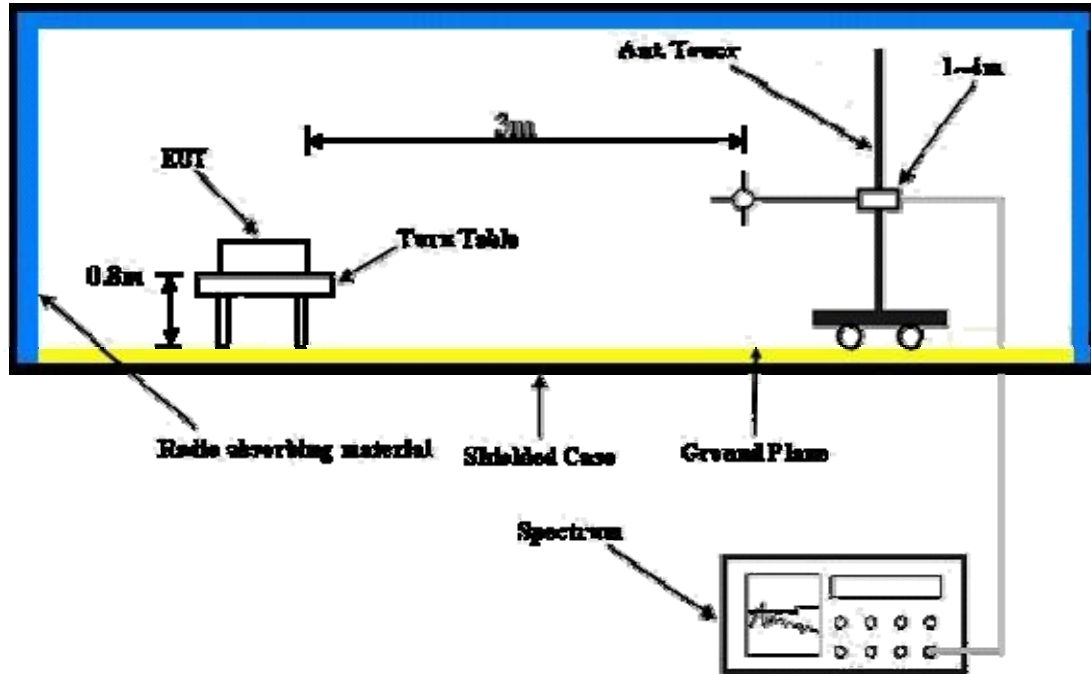 Ant Tower
1-4m
3m
EUT
Turn Table
0.8m
Radio absorbing material
Shielded Case
Ground Plane
Spectrum